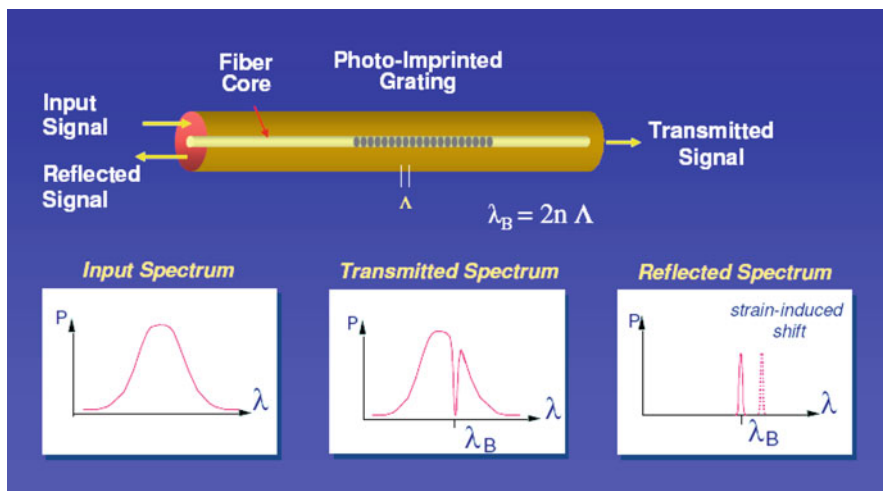 Fiber
Core
Photo-Imprinted
Grating
Input
Signal
Reflected
Signal
Transmitted
Signal
Λ
λB = 2n Λ
Input Spectrum
P
λ
Transmitted Spectrum
P
λ
λB
Reflected Spectrum
strain-induced
shift
P
λ
λB